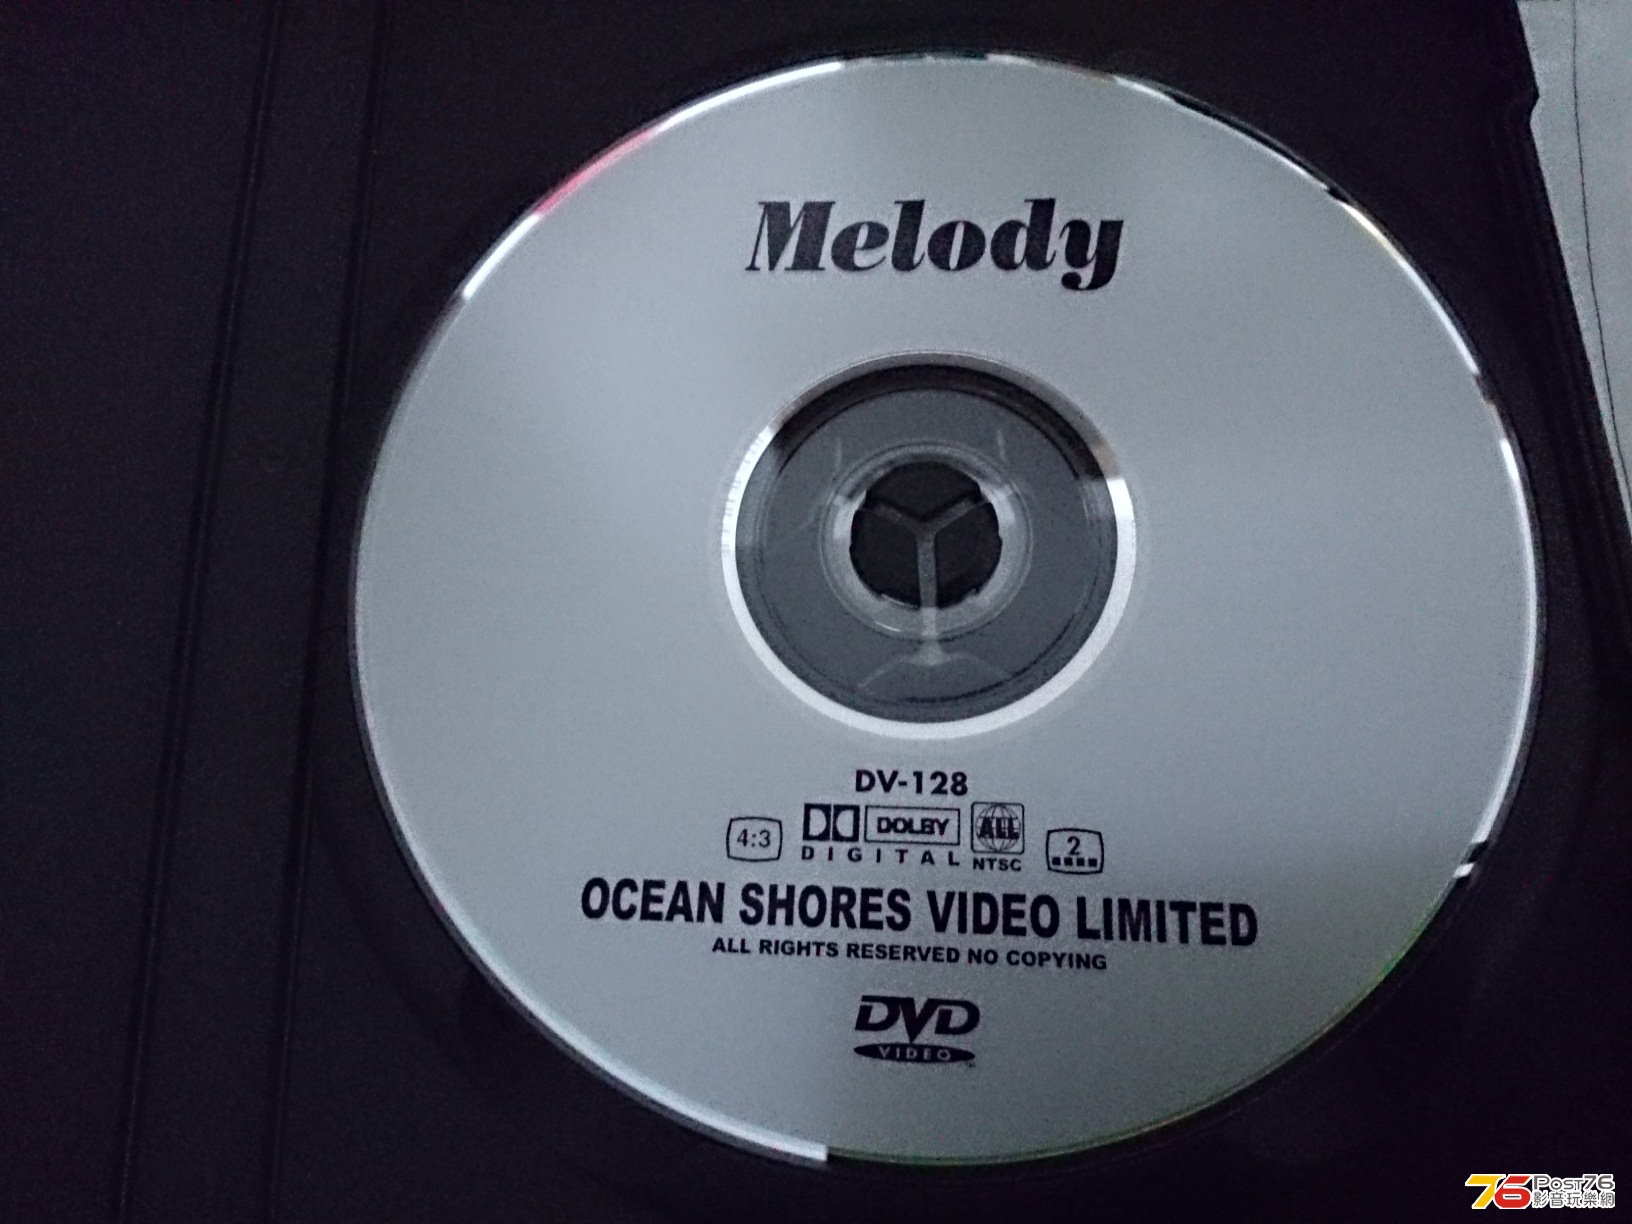 Melody
DV-128
4:3 DOLBY DIGITAL ALL NTSC 2
OCEAN SHORES VIDEO LIMITED
ALL RIGHTS RESERVED NO COPYING
DVD
VIDEO
76 Post76
影音玩樂網